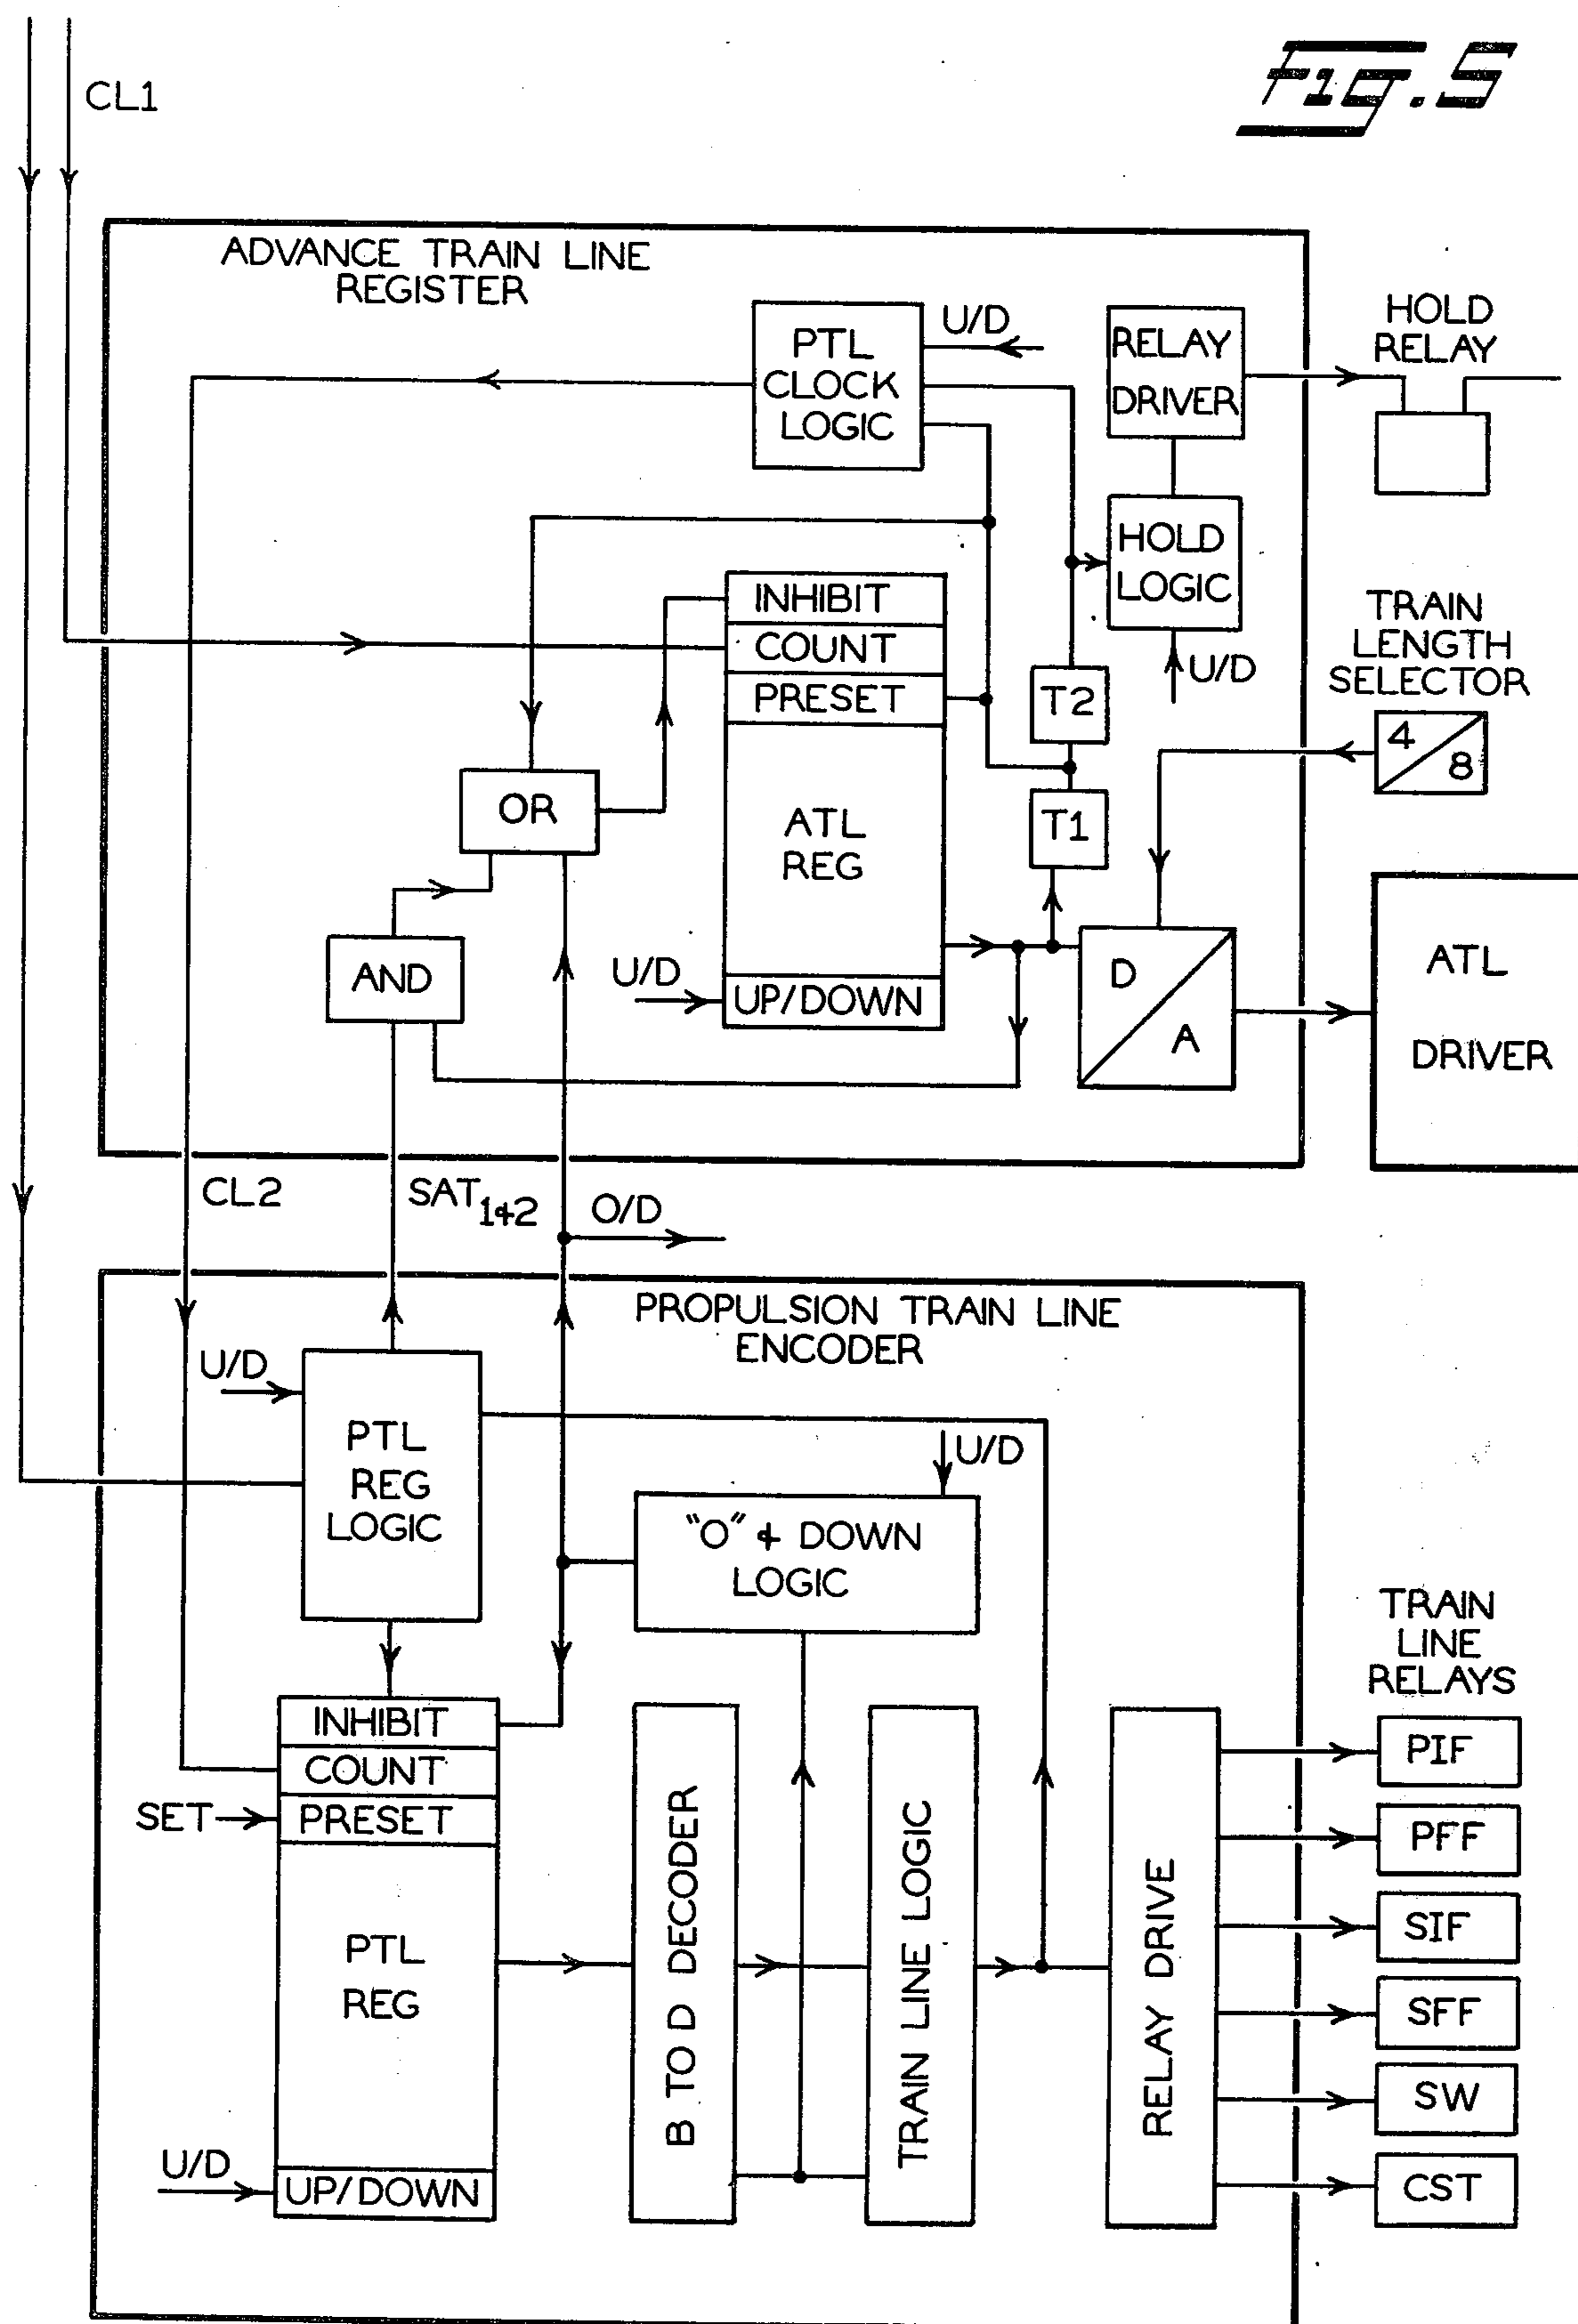 FIG. 5
CL1
ADVANCE TRAIN LINE
REGISTER
PTL
CLOCK
LOGIC
U/D
RELAY
DRIVER
HOLD
RELAY
HOLD
LOGIC
U/D
INHIBIT
COUNT
PRESET
ATL
REG
U/D
UP/DOWN
T2
T1
TRAIN
LENGTH
SELECTOR
4/8
OR
AND
D/A
ATL
DRIVER
CL2
SAT1&2
O/D
PROPULSION TRAIN LINE
ENCODER
U/D
PTL
REG
LOGIC
U/D
"O" & DOWN
LOGIC
INHIBIT
COUNT
SET
PRESET
PTL
REG
U/D
UP/DOWN
B TO D DECODER
TRAIN LINE LOGIC
RELAY DRIVE
TRAIN
LINE
RELAYS
PIF
PFF
SIF
SFF
SW
CST